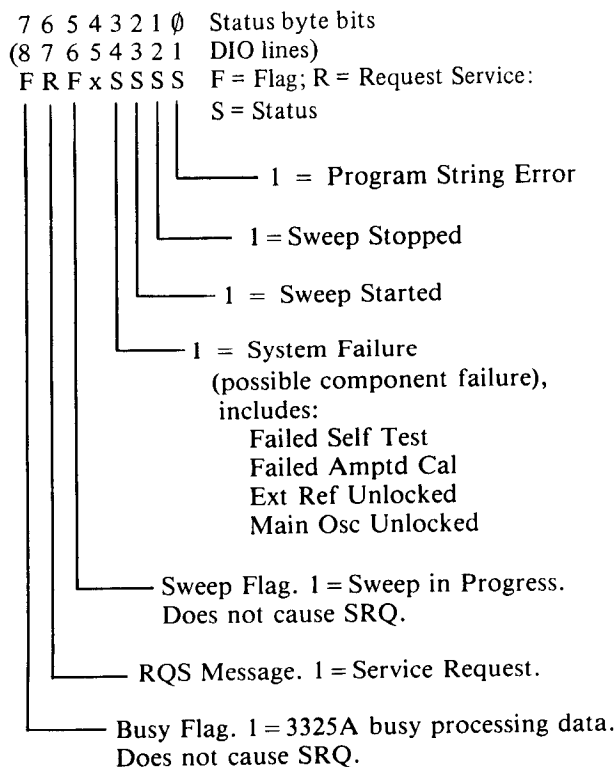 7 6 5 4 3 2 1 0 Status byte bits
(8 7 6 5 4 3 2 1 DIO lines)
F R F x S S S S F = Flag; R = Request Service:
S = Status
1 = Program String Error
1 = Sweep Stopped
1 = Sweep Started
1 = System Failure
(possible component failure),
includes:
Failed Self Test
Failed Amptd Cal
Ext Ref Unlocked
Main Osc Unlocked
Sweep Flag. 1 = Sweep in Progress.
Does not cause SRQ.
RQS Message. 1 = Service Request.
Busy Flag. 1 = 3325A busy processing data.
Does not cause SRQ.